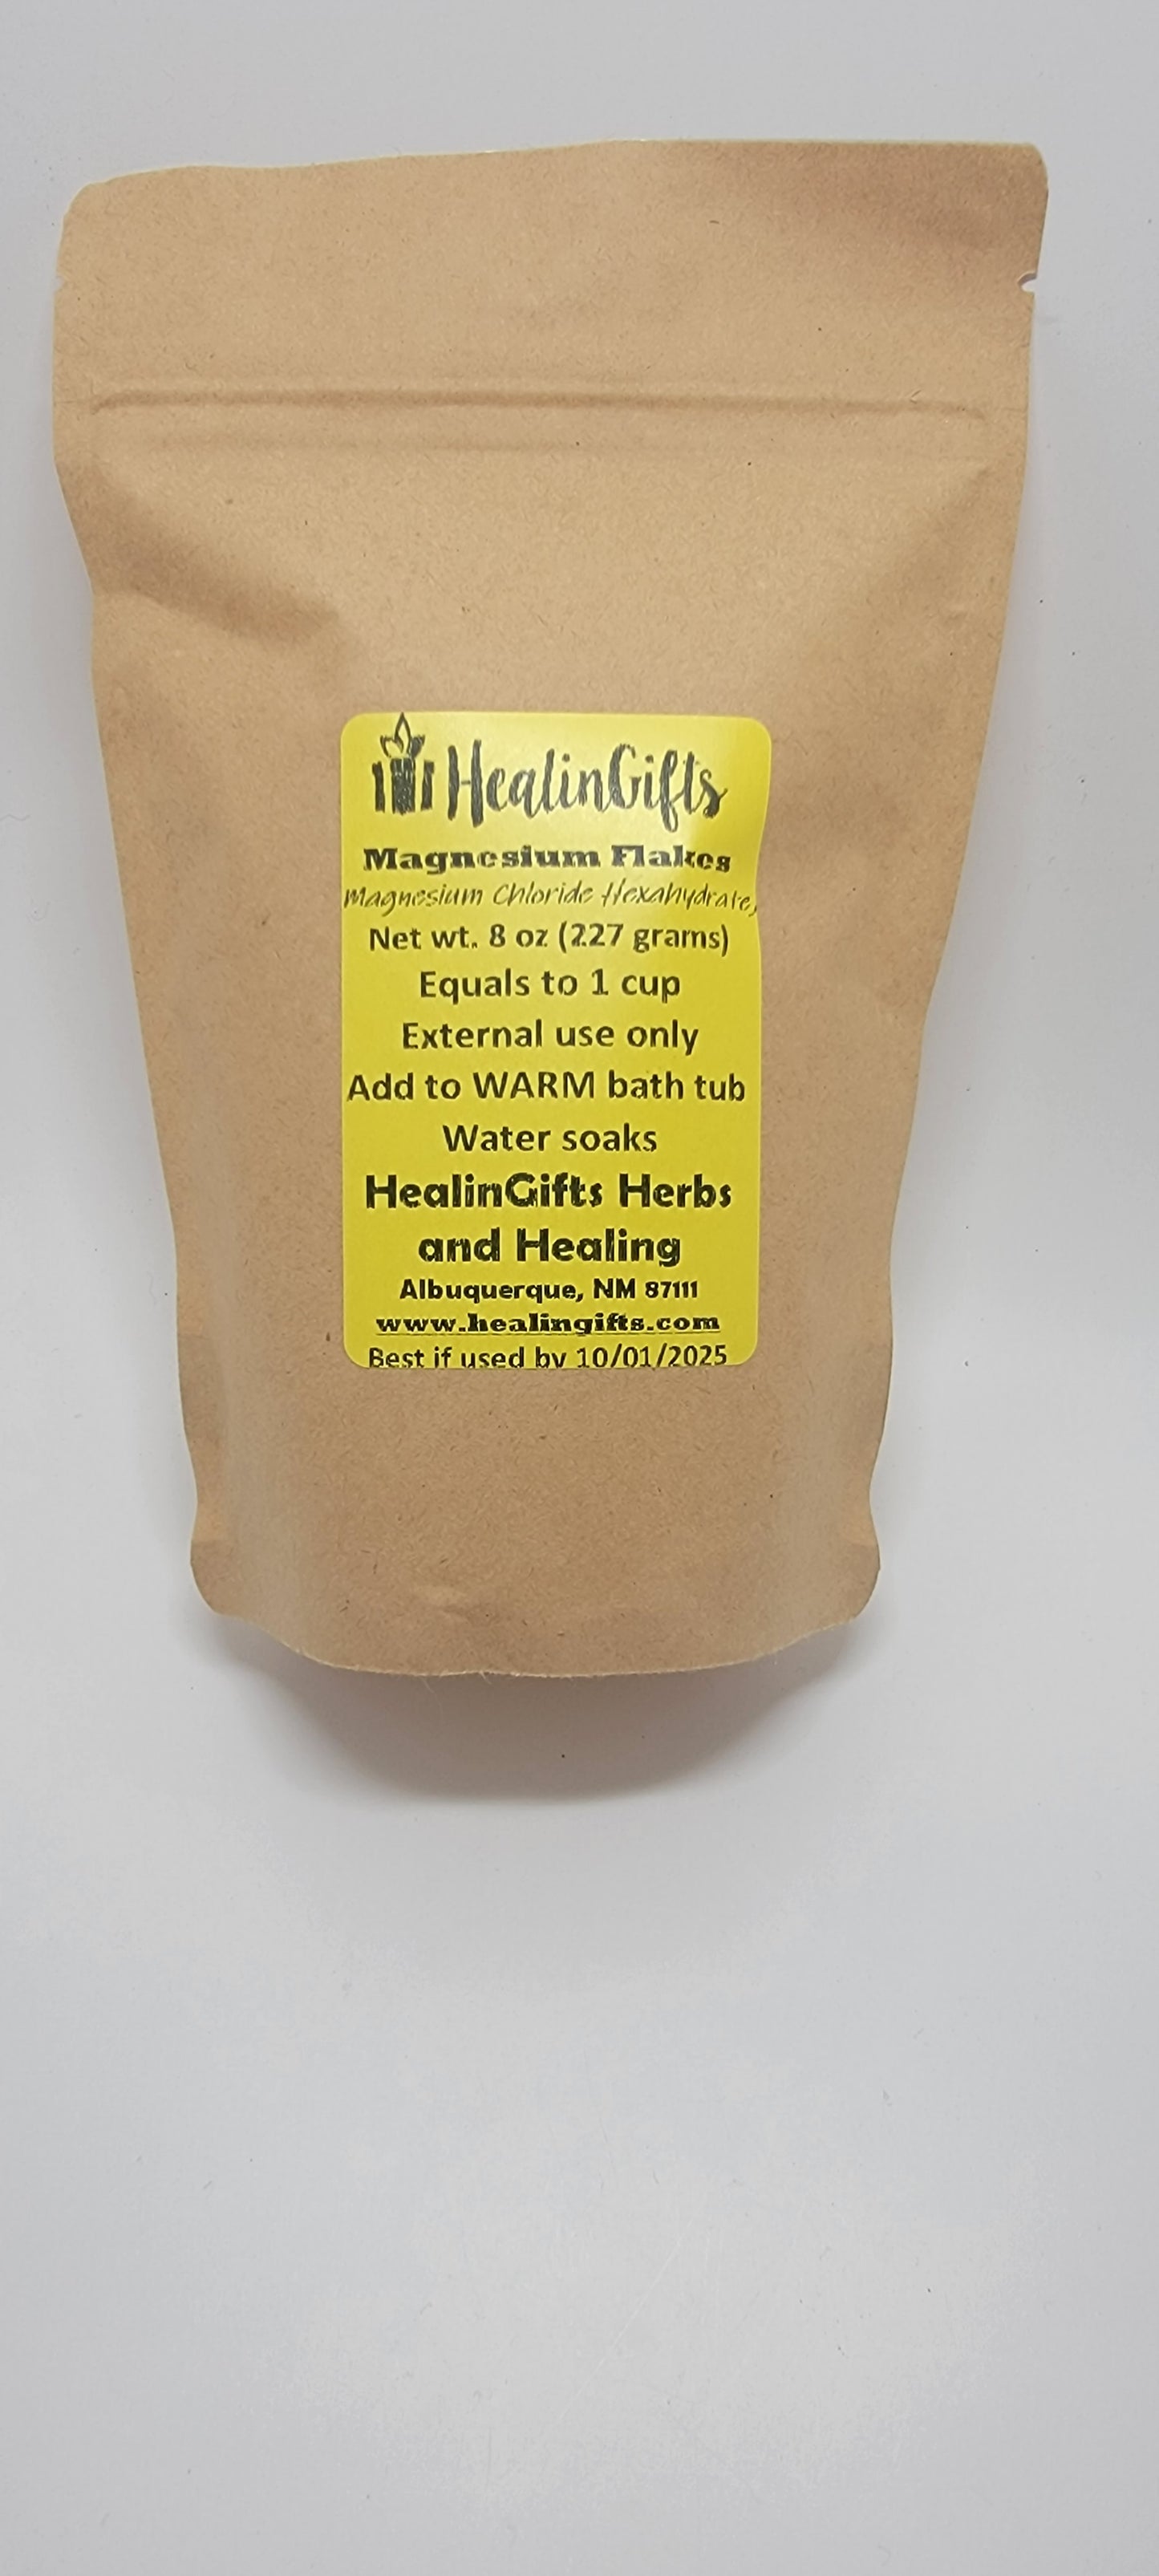 HealinGifts
Magnesium Flakes
Magnesium Chloride Hexahydrate,
Net wt. 8 oz (227 grams)
Equals to 1 cup
External use only
Add to WARM bath tub
Water soaks
HealinGifts Herbs
and Healing
Albuquerque, NM 87111
www.healingifts.com
Best if used by 10/01/2025